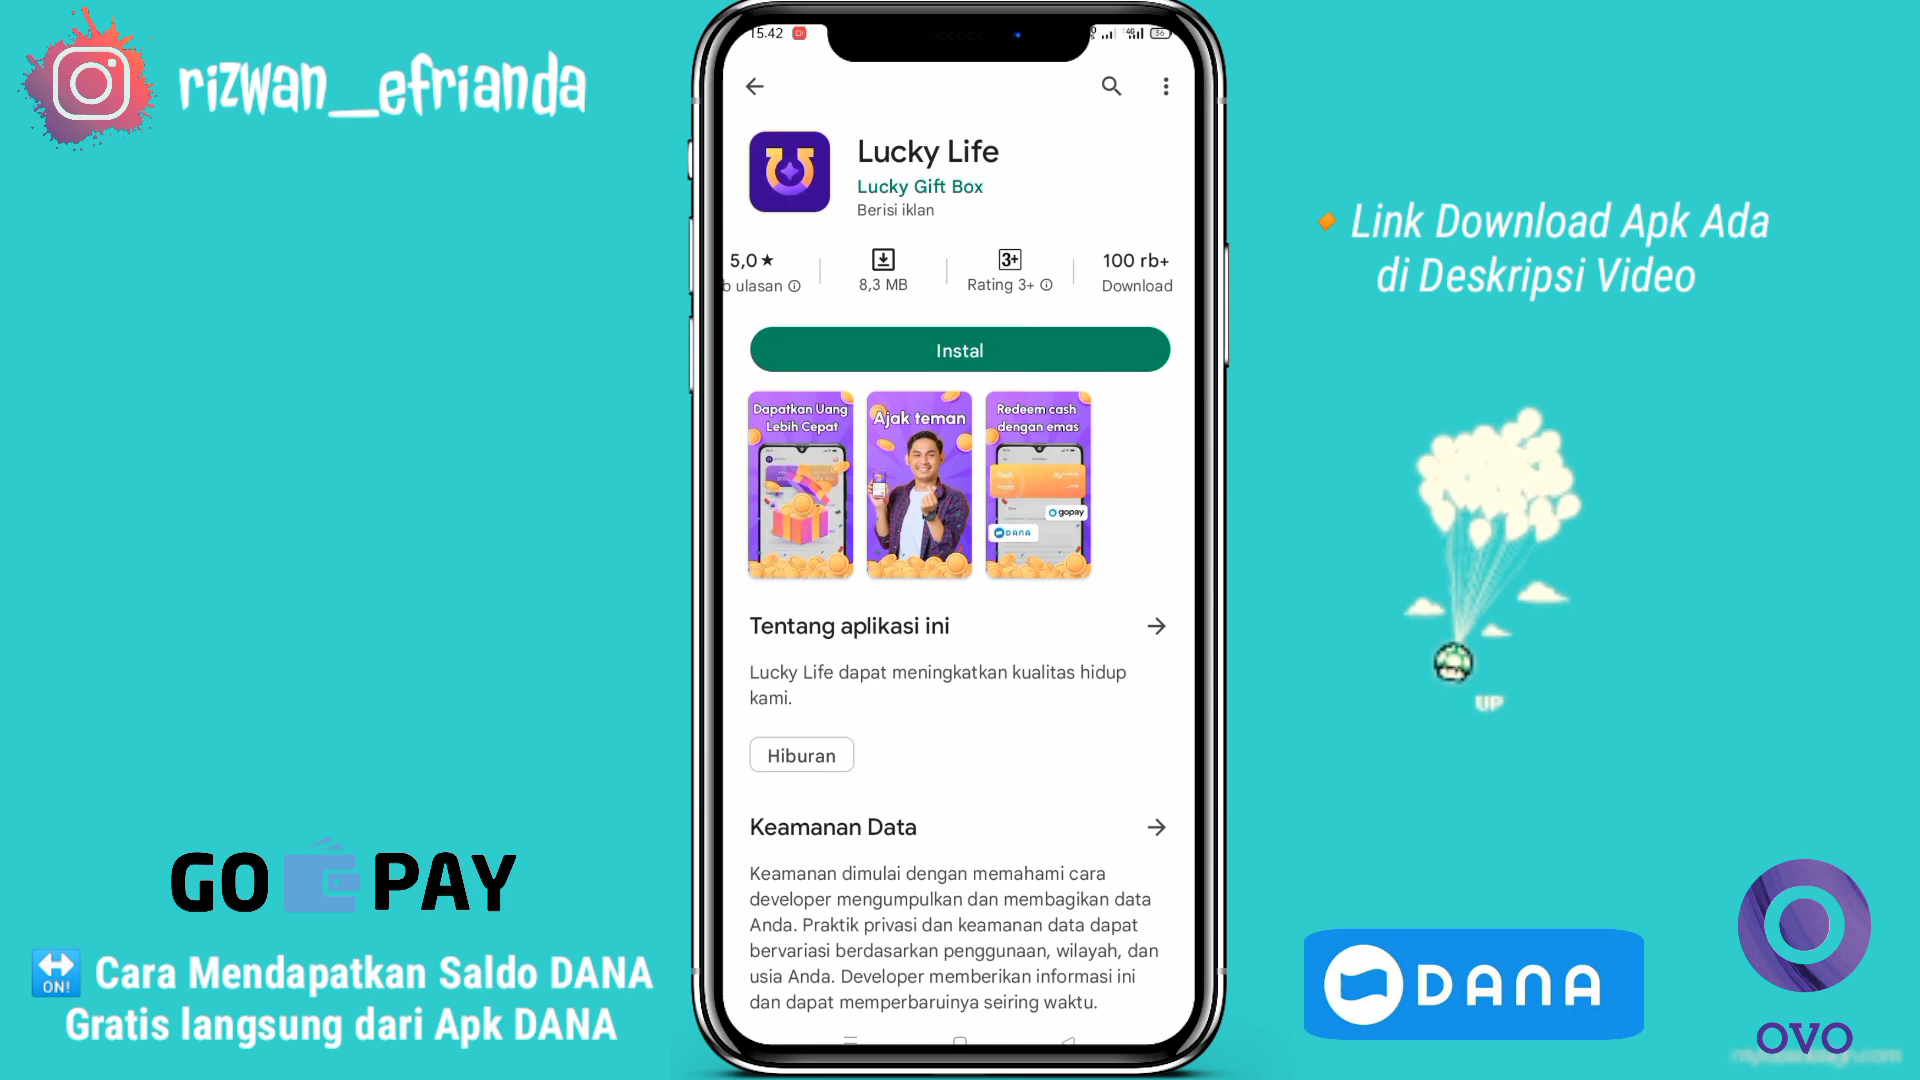 rizwan__efrianda
15.42
Lucky Life
Lucky Gift Box
Berisi iklan
5,0★
ulasan
8,3 MB
3+
Rating 3+
100 rb+
Download
Instal
Dapatkan Uang
Lebih Cepat
Ajak teman
Redeem cash
dengan emas
Cash
Point
gopay
DANA
Tentang aplikasi ini
Lucky Life dapat meningkatkan kualitas hidup
kami.
Hiburan
Keamanan Data
Keamanan dimulai dengan memahami cara
developer mengumpulkan dan membagikan data
Anda. Praktik privasi dan keamanan data dapat
bervariasi berdasarkan penggunaan, wilayah, dan
usia Anda. Developer memberikan informasi ini
dan dapat memperbaruinya seiring waktu.
🔸 Link Download Apk Ada
di Deskripsi Video
UP
GO PAY
ON!
Cara Mendapatkan Saldo DANA
Gratis langsung dari Apk DANA
DANA
OVO